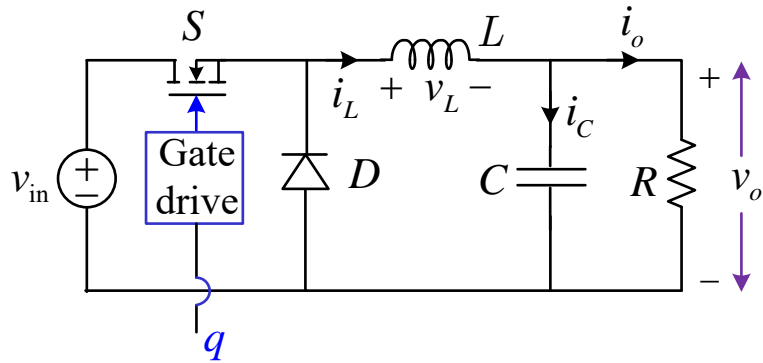 S
L
i_o
+
i_L
+ v_L −
i_C
v_in
+
−
Gate
drive
D
C
R
v_o
−
q